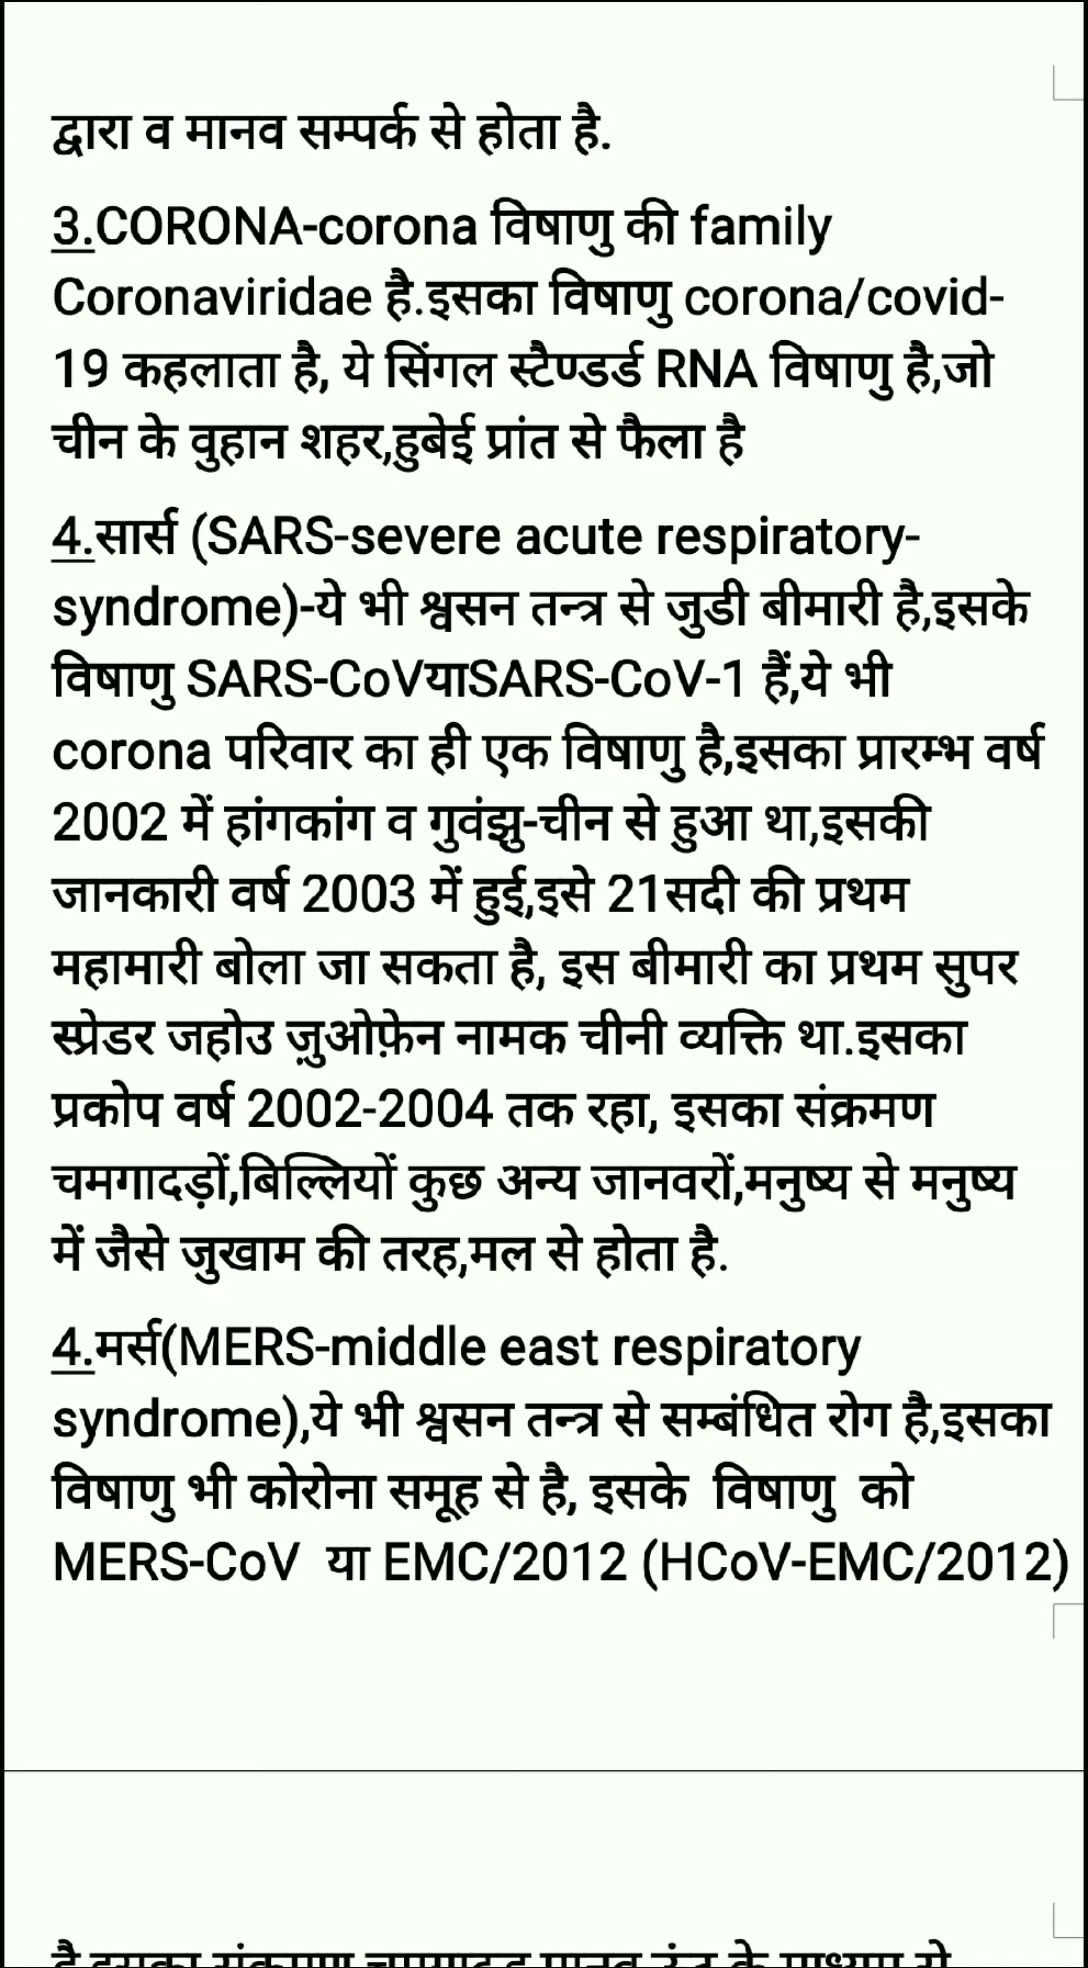 द्वारा व मानव सम्पर्क से होता है.
3.CORONA-corona विषाणु की family
Coronaviridae है.इसका विषाणु corona/covid-
19 कहलाता है, ये सिंगल स्टैण्डर्ड RNA विषाणु है,जो
चीन के वुहान शहर,हुबेई प्रांत से फैला है
4.सार्स (SARS-severe acute respiratory-
syndrome)-ये भी श्वसन तन्त्र से जुडी बीमारी है,इसके
विषाणु SARS-CoVयाSARS-CoV-1 हैं,ये भी
corona परिवार का ही एक विषाणु है,इसका प्रारम्भ वर्ष
2002 में हांगकांग व गुवंझु-चीन से हुआ था,इसकी
जानकारी वर्ष 2003 में हुई,इसे 21सदी की प्रथम
महामारी बोला जा सकता है, इस बीमारी का प्रथम सुपर
स्प्रेडर जहोउ ज़ुओफ़ेन नामक चीनी व्यक्ति था.इसका
प्रकोप वर्ष 2002-2004 तक रहा, इसका संक्रमण
चमगादड़ों,बिल्लियों कुछ अन्य जानवरों,मनुष्य से मनुष्य
में जैसे जुखाम की तरह,मल से होता है.
4.मर्स(MERS-middle east respiratory
syndrome),ये भी श्वसन तन्त्र से सम्बंधित रोग है,इसका
विषाणु भी कोरोना समूह से है, इसके विषाणु को
MERS-CoV या EMC/2012 (HCoV-EMC/2012)